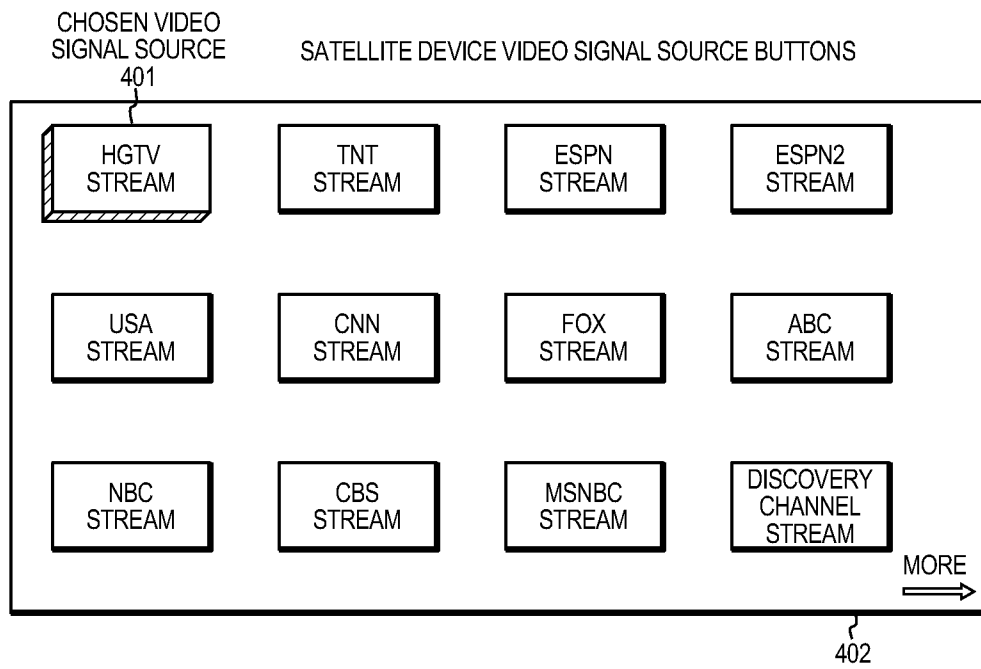 CHOSEN VIDEO
SIGNAL SOURCE
401
SATELLITE DEVICE VIDEO SIGNAL SOURCE BUTTONS
HGTV
STREAM
TNT
STREAM
ESPN
STREAM
ESPN2
STREAM
USA
STREAM
CNN
STREAM
FOX
STREAM
ABC
STREAM
NBC
STREAM
CBS
STREAM
MSNBC
STREAM
DISCOVERY
CHANNEL
STREAM
MORE
402